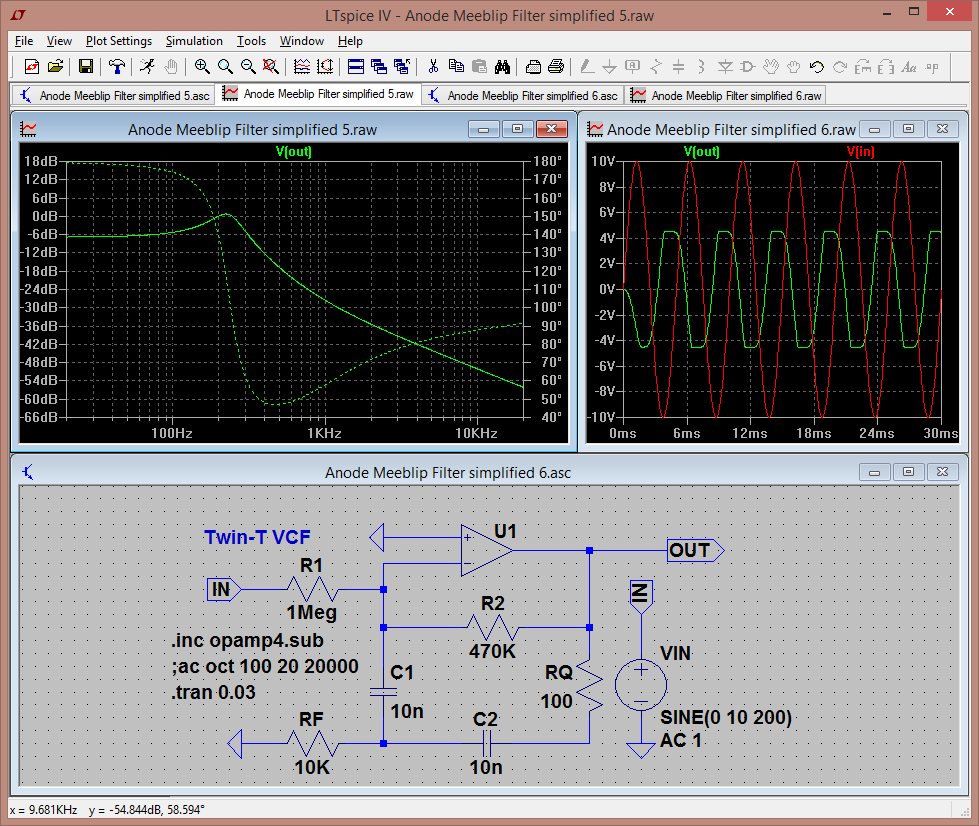 LTspice IV - Anode Meeblip Filter simplified 5.raw
File View Plot Settings Simulation Tools Window Help
Anode Meeblip Filter simplified 5.asc
Anode Meeblip Filter simplified 5.raw
Anode Meeblip Filter simplified 6.asc
Anode Meeblip Filter simplified 6.raw
Anode Meeblip Filter simplified 5.raw
V(out)
18dB
12dB
6dB
0dB
-6dB
-12dB
-18dB
-24dB
-30dB
-36dB
-42dB
-48dB
-54dB
-60dB
-66dB
180°
170°
160°
150°
140°
130°
120°
110°
100°
90°
80°
70°
60°
50°
40°
100Hz 1KHz 10KHz
Anode Meeblip Filter simplified 6.raw
V(out) V(in)
10V
8V
6V
4V
2V
0V
-2V
-4V
-6V
-8V
-10V
0ms 6ms 12ms 18ms 24ms 30ms
Anode Meeblip Filter simplified 6.asc
Twin-T VCF
U1
+
-
OUT
IN
R1
1Meg
IN
R2
470K
.inc opamp4.sub
;ac oct 100 20 20000
.tran 0.03
C1
10n
RQ
100
VIN
+
-
SINE(0 10 200)
AC 1
RF
10K
C2
10n
x = 9.681KHz y = -54.844dB, 58.594°